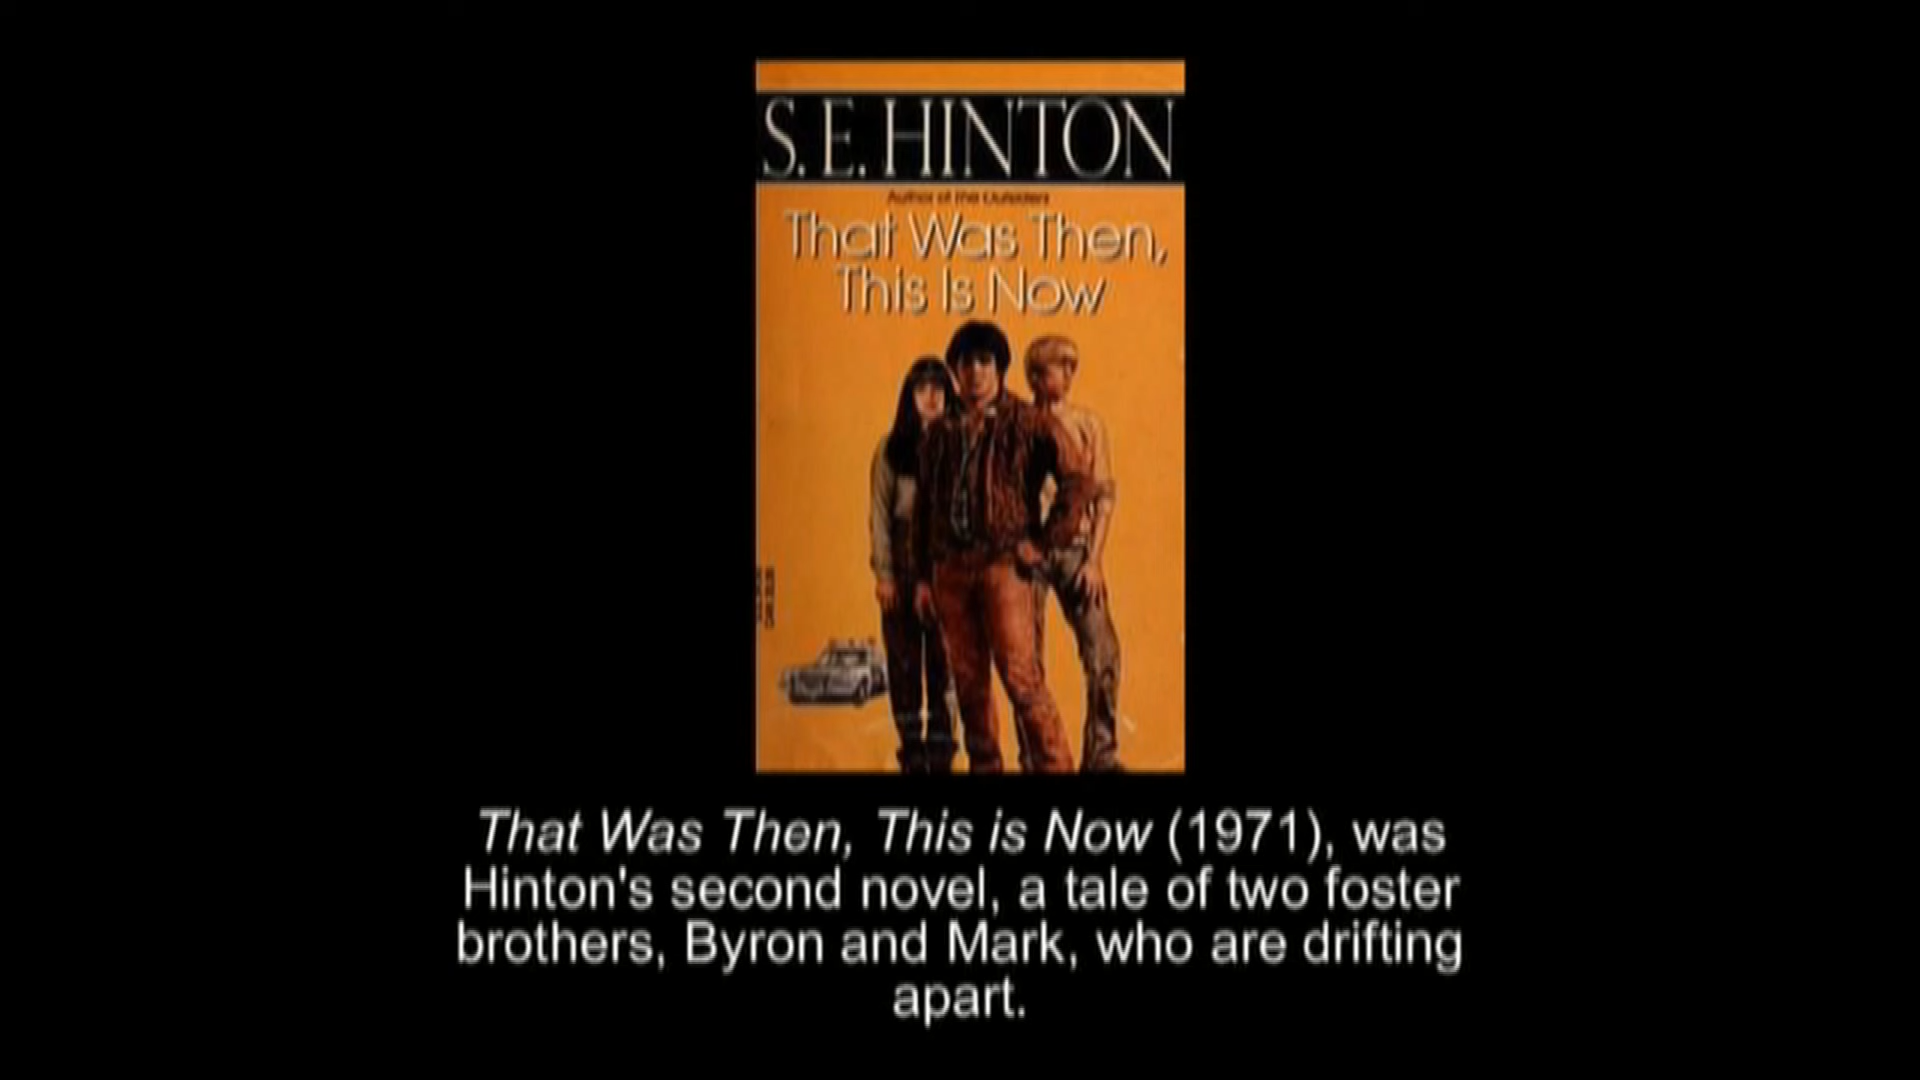 S. E. HINTON
Author of the Outsiders
That Was Then,
This Is Now
That Was Then, This is Now (1971), was
Hinton's second novel, a tale of two foster
brothers, Byron and Mark, who are drifting
apart.